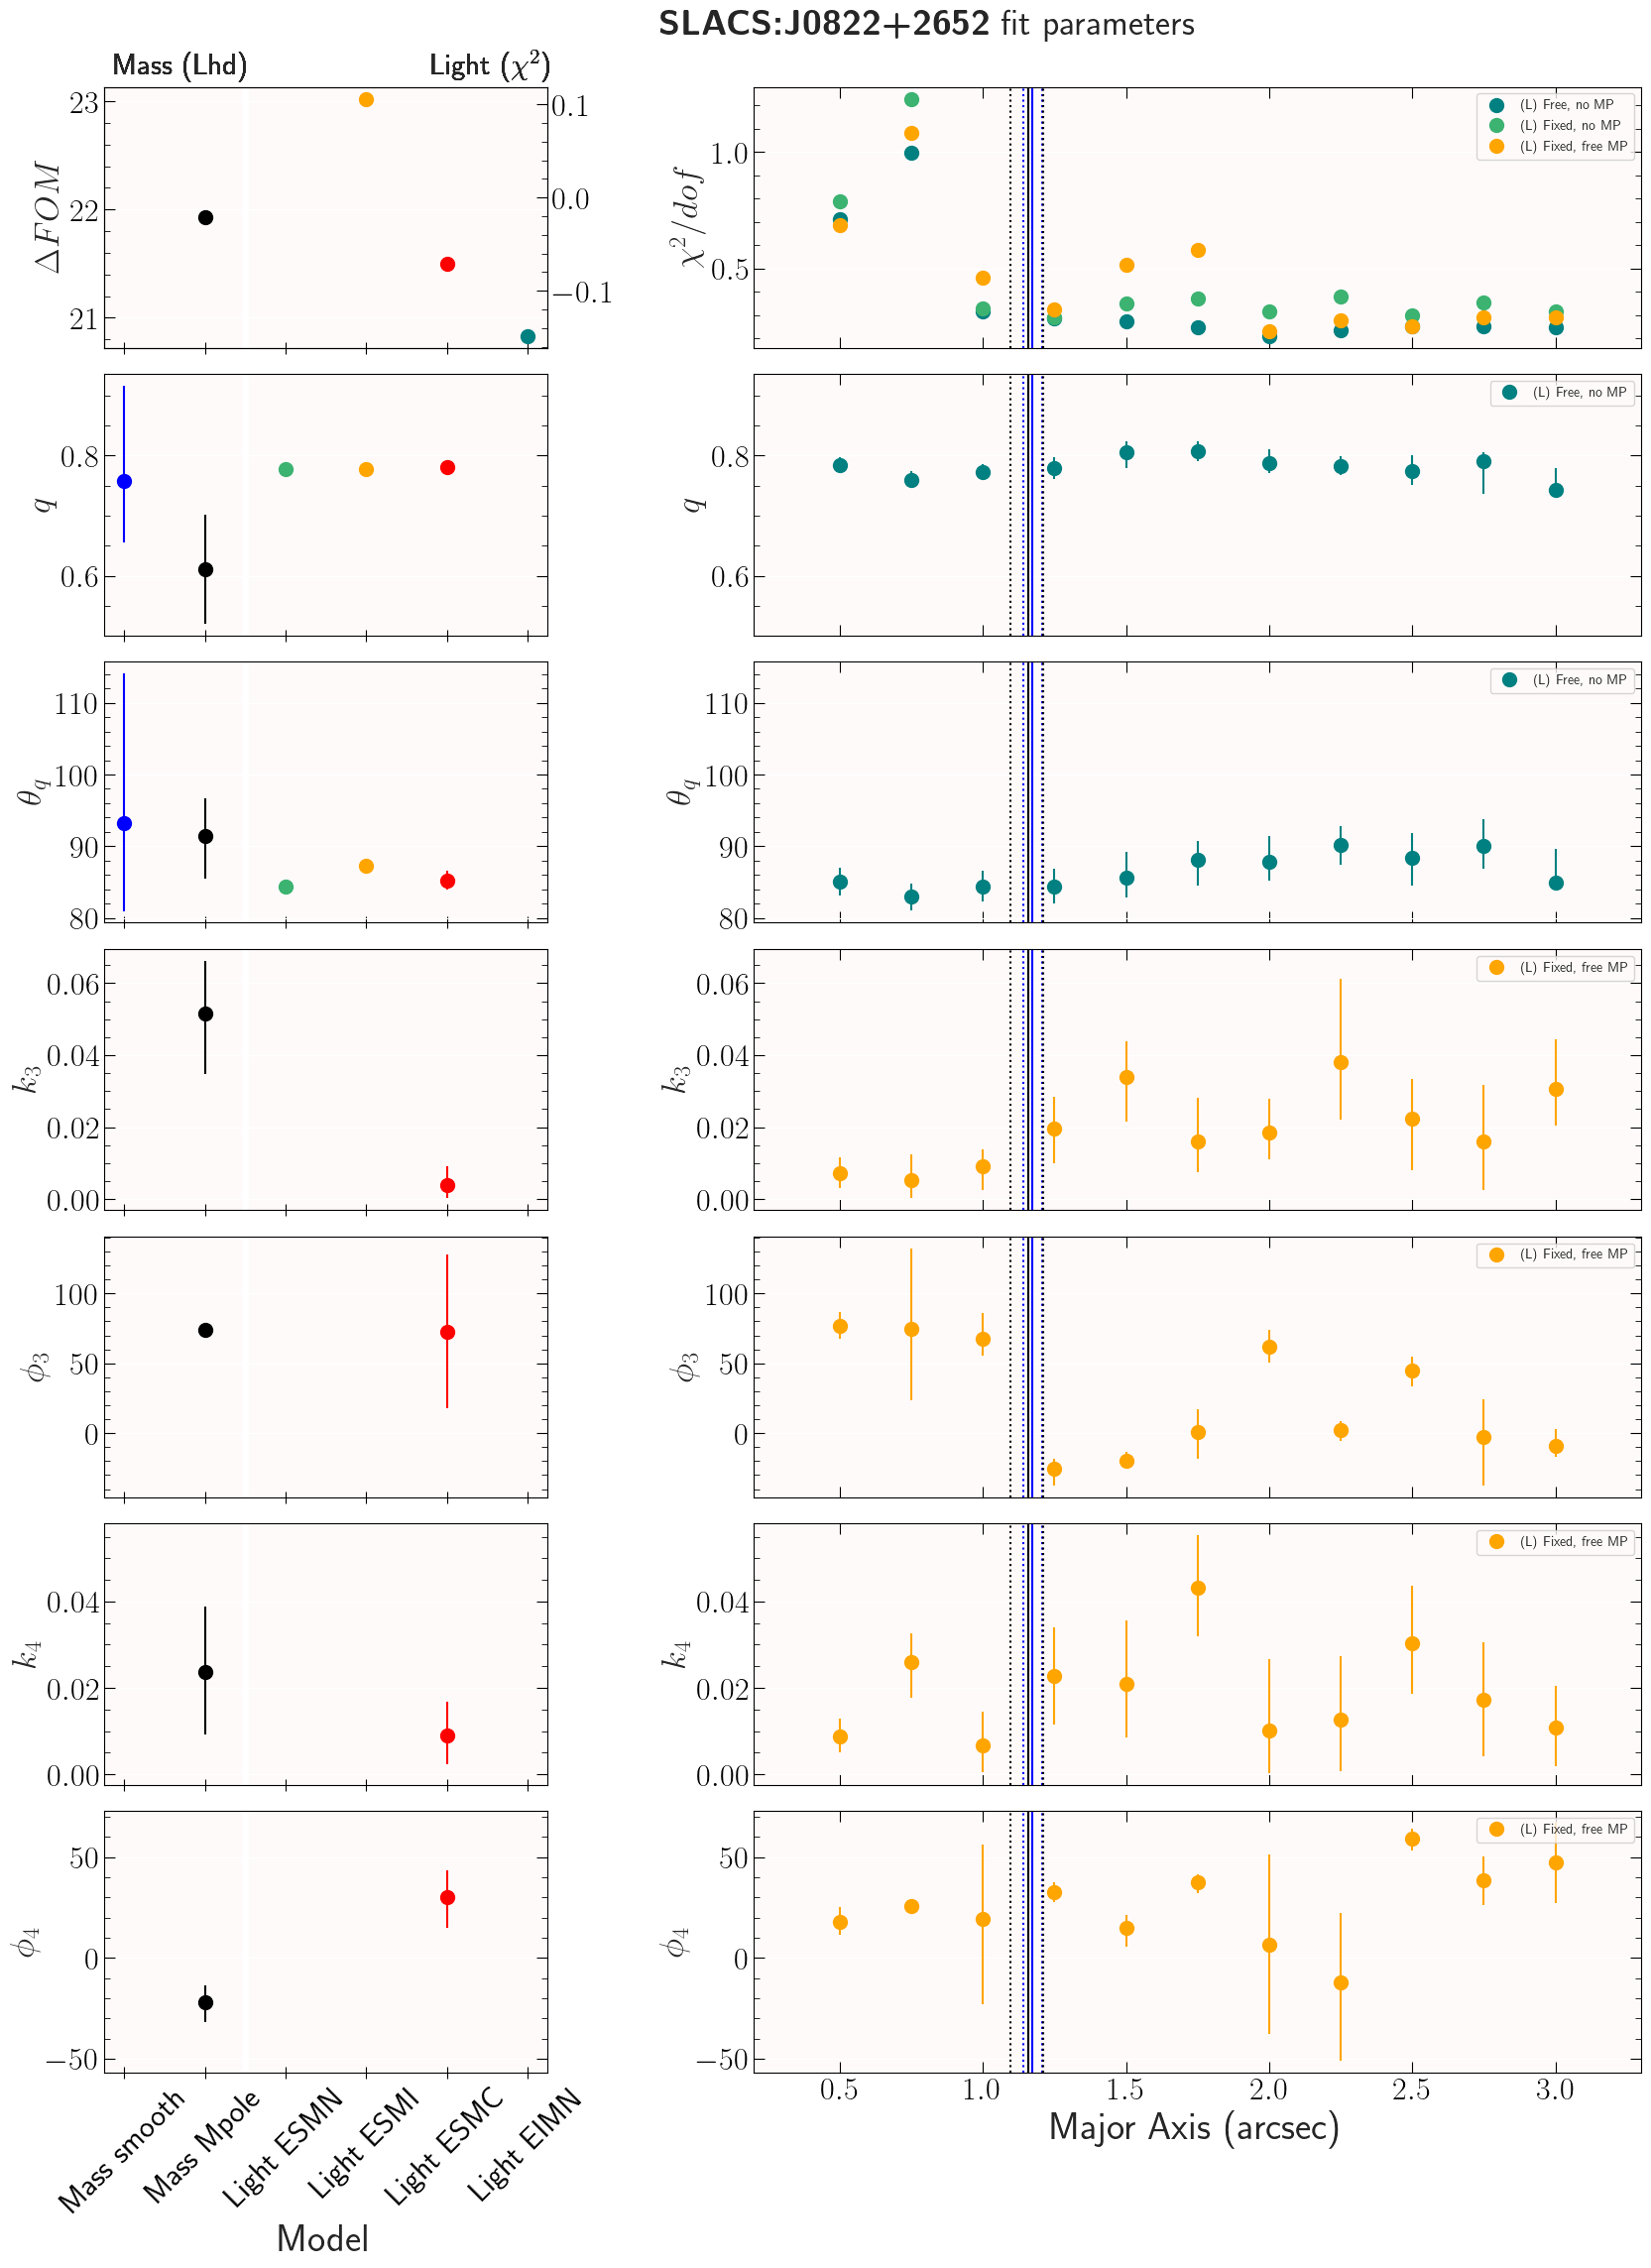 SLACS:J0822+2652 fit parameters
Mass (Lhd) Light (χ²)
ΔFOM
23
22
21
0.1
0.0
−0.1
χ²/dof
1.0
0.5
(L) Free, no MP
(L) Fixed, no MP
(L) Fixed, free MP
q
0.8
0.6
q
0.8
0.6
(L) Free, no MP
θq
110
100
90
80
θq
110
100
90
80
(L) Free, no MP
k₃
0.06
0.04
0.02
0.00
k₃
0.06
0.04
0.02
0.00
(L) Fixed, free MP
ϕ₃
100
50
0
ϕ₃
100
50
0
(L) Fixed, free MP
k₄
0.04
0.02
0.00
k₄
0.04
0.02
0.00
(L) Fixed, free MP
ϕ₄
50
0
−50
ϕ₄
50
0
−50
(L) Fixed, free MP
Mass smooth
Mass Mpole
Light ESMN
Light ESMI
Light ESMC
Light EIMN
Model
0.5 1.0 1.5 2.0 2.5 3.0
Major Axis (arcsec)